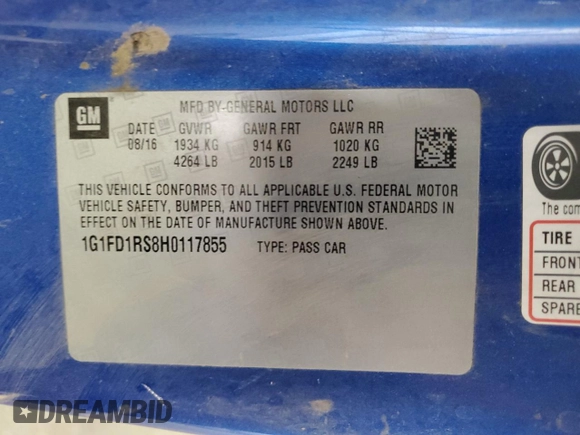 GM
MFD BY GENERAL MOTORS LLC
DATE GVWR GAWR FRT GAWR RR
08/16 1934 KG 914 KG 1020 KG
4264 LB 2015 LB 2249 LB
THIS VEHICLE CONFORMS TO ALL APPLICABLE U.S. FEDERAL MOTOR
VEHICLE SAFETY, BUMPER, AND THEFT PREVENTION STANDARDS IN
EFFECT ON THE DATE OF MANUFACTURE SHOWN ABOVE.
1G1FD1RS8H0117855 TYPE: PASS CAR
The com
TIRE
FRONT
REAR
SPARE
DREAMBID